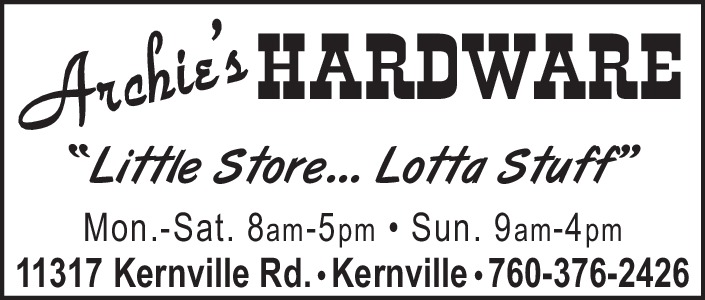 Archie's HARDWARE
“Little Store... Lotta Stuff”
Mon.-Sat. 8am-5pm • Sun. 9am-4pm
11317 Kernville Rd. • Kernville • 760-376-2426